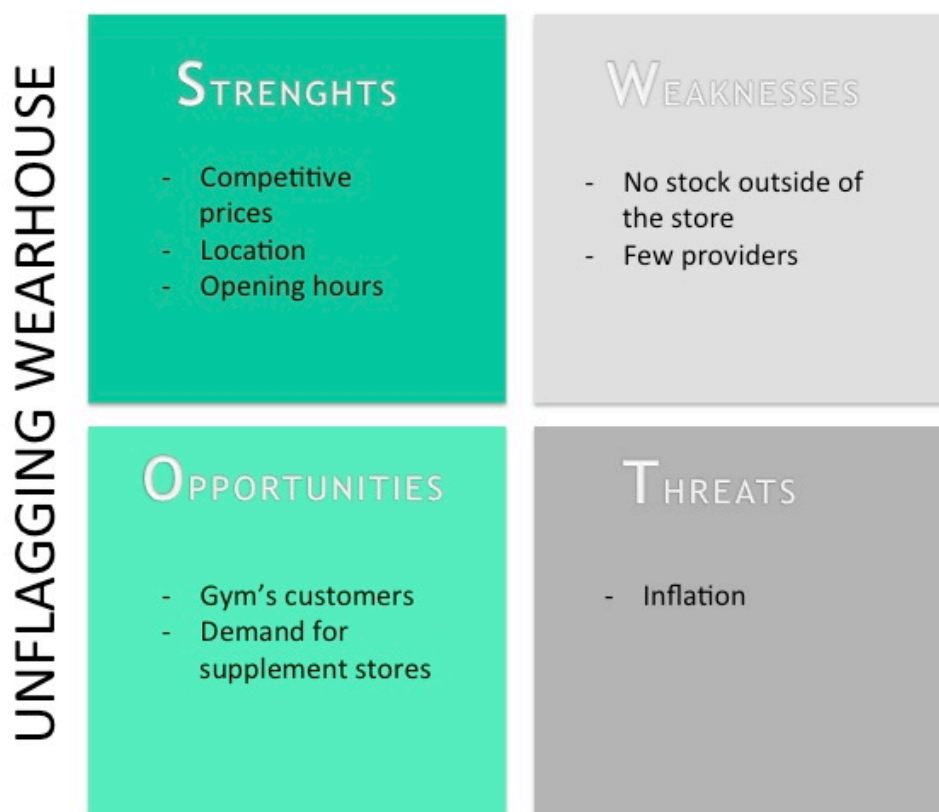 UNFLAGGING WEARHOUSE
STRENGHTS
- Competitive
prices
- Location
- Opening hours
WEAKNESSES
- No stock outside of
the store
- Few providers
OPPORTUNITIES
- Gym's customers
- Demand for
supplement stores
THREATS
- Inflation